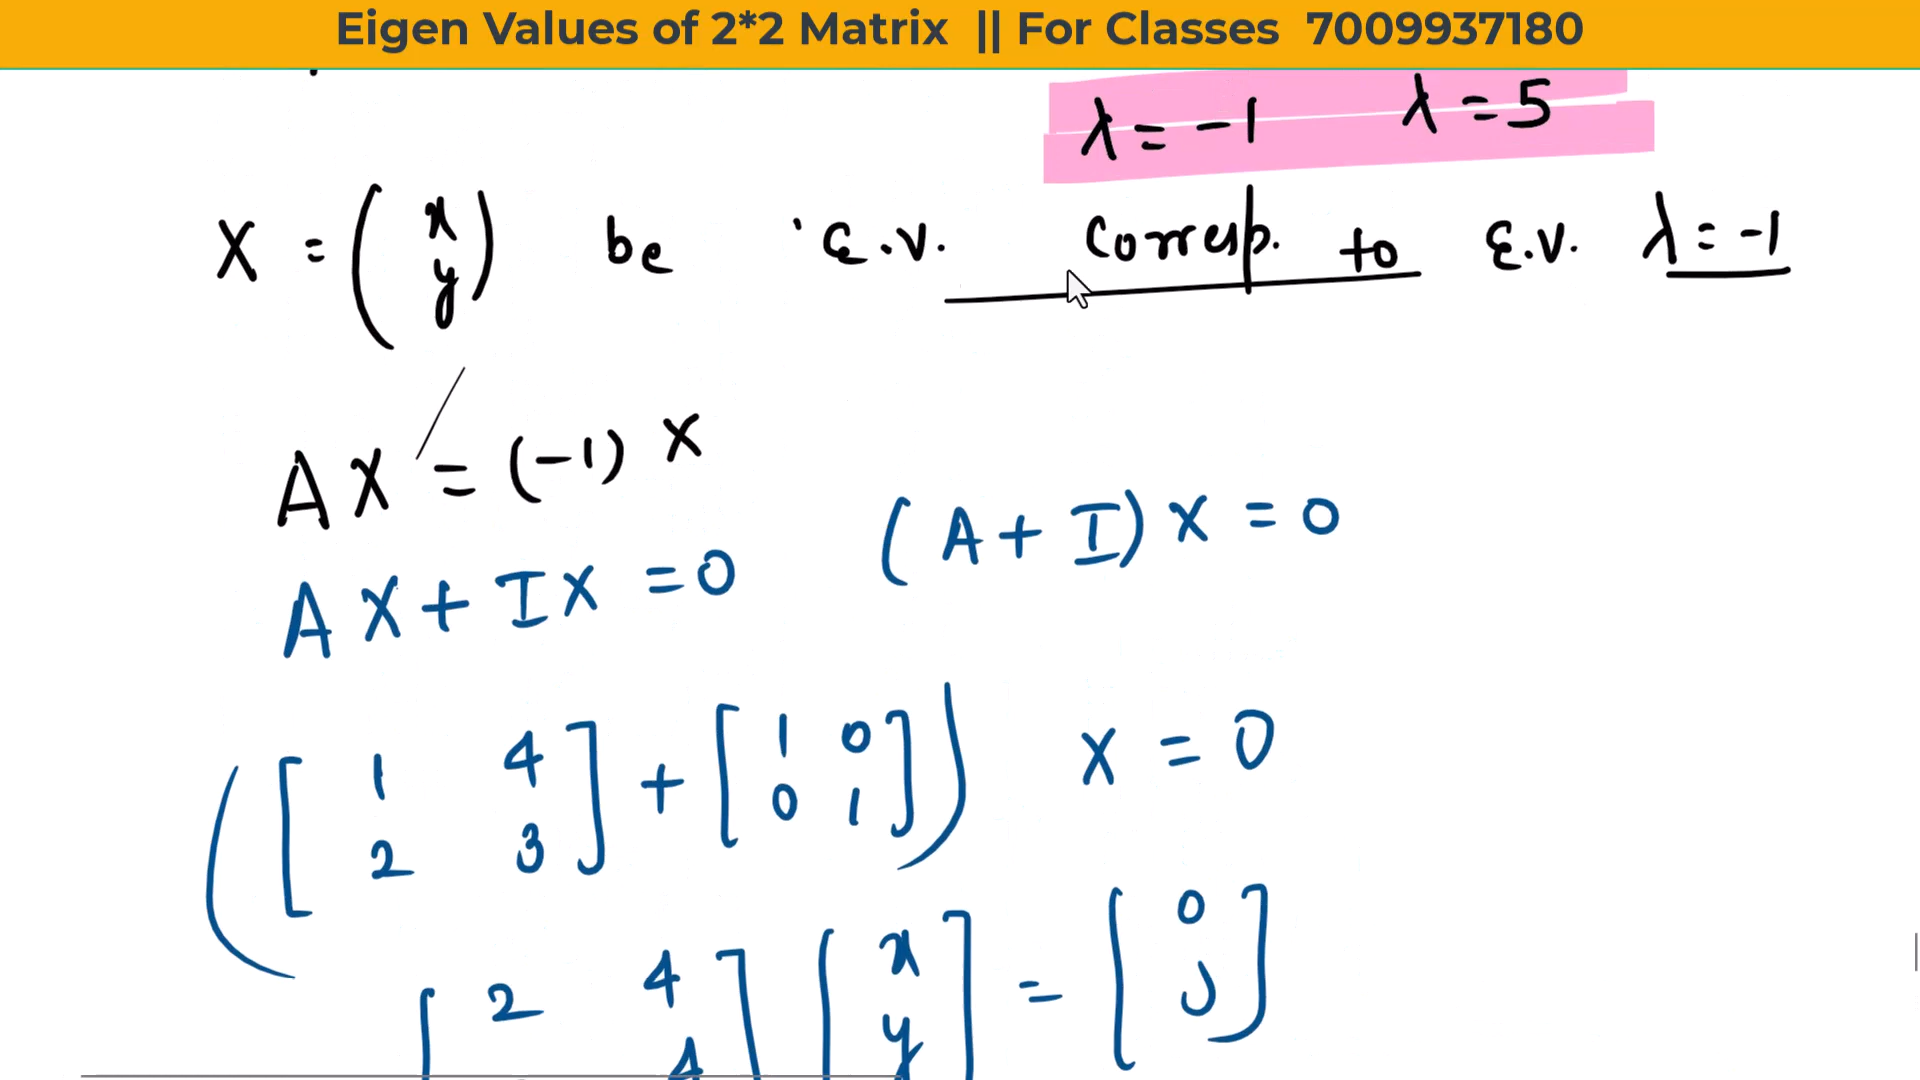 Eigen Values of 2*2 Matrix || For Classes 7009937180
λ = -1 λ = 5
X = (x y) be E.V. Corresp. to E.V. λ = -1
AX = (-1) X
AX + IX = 0 (A + I) X = 0
([1 4 2 3] + [1 0 0 1]) X = 0
[2 4 4] [x y] = [0 0]